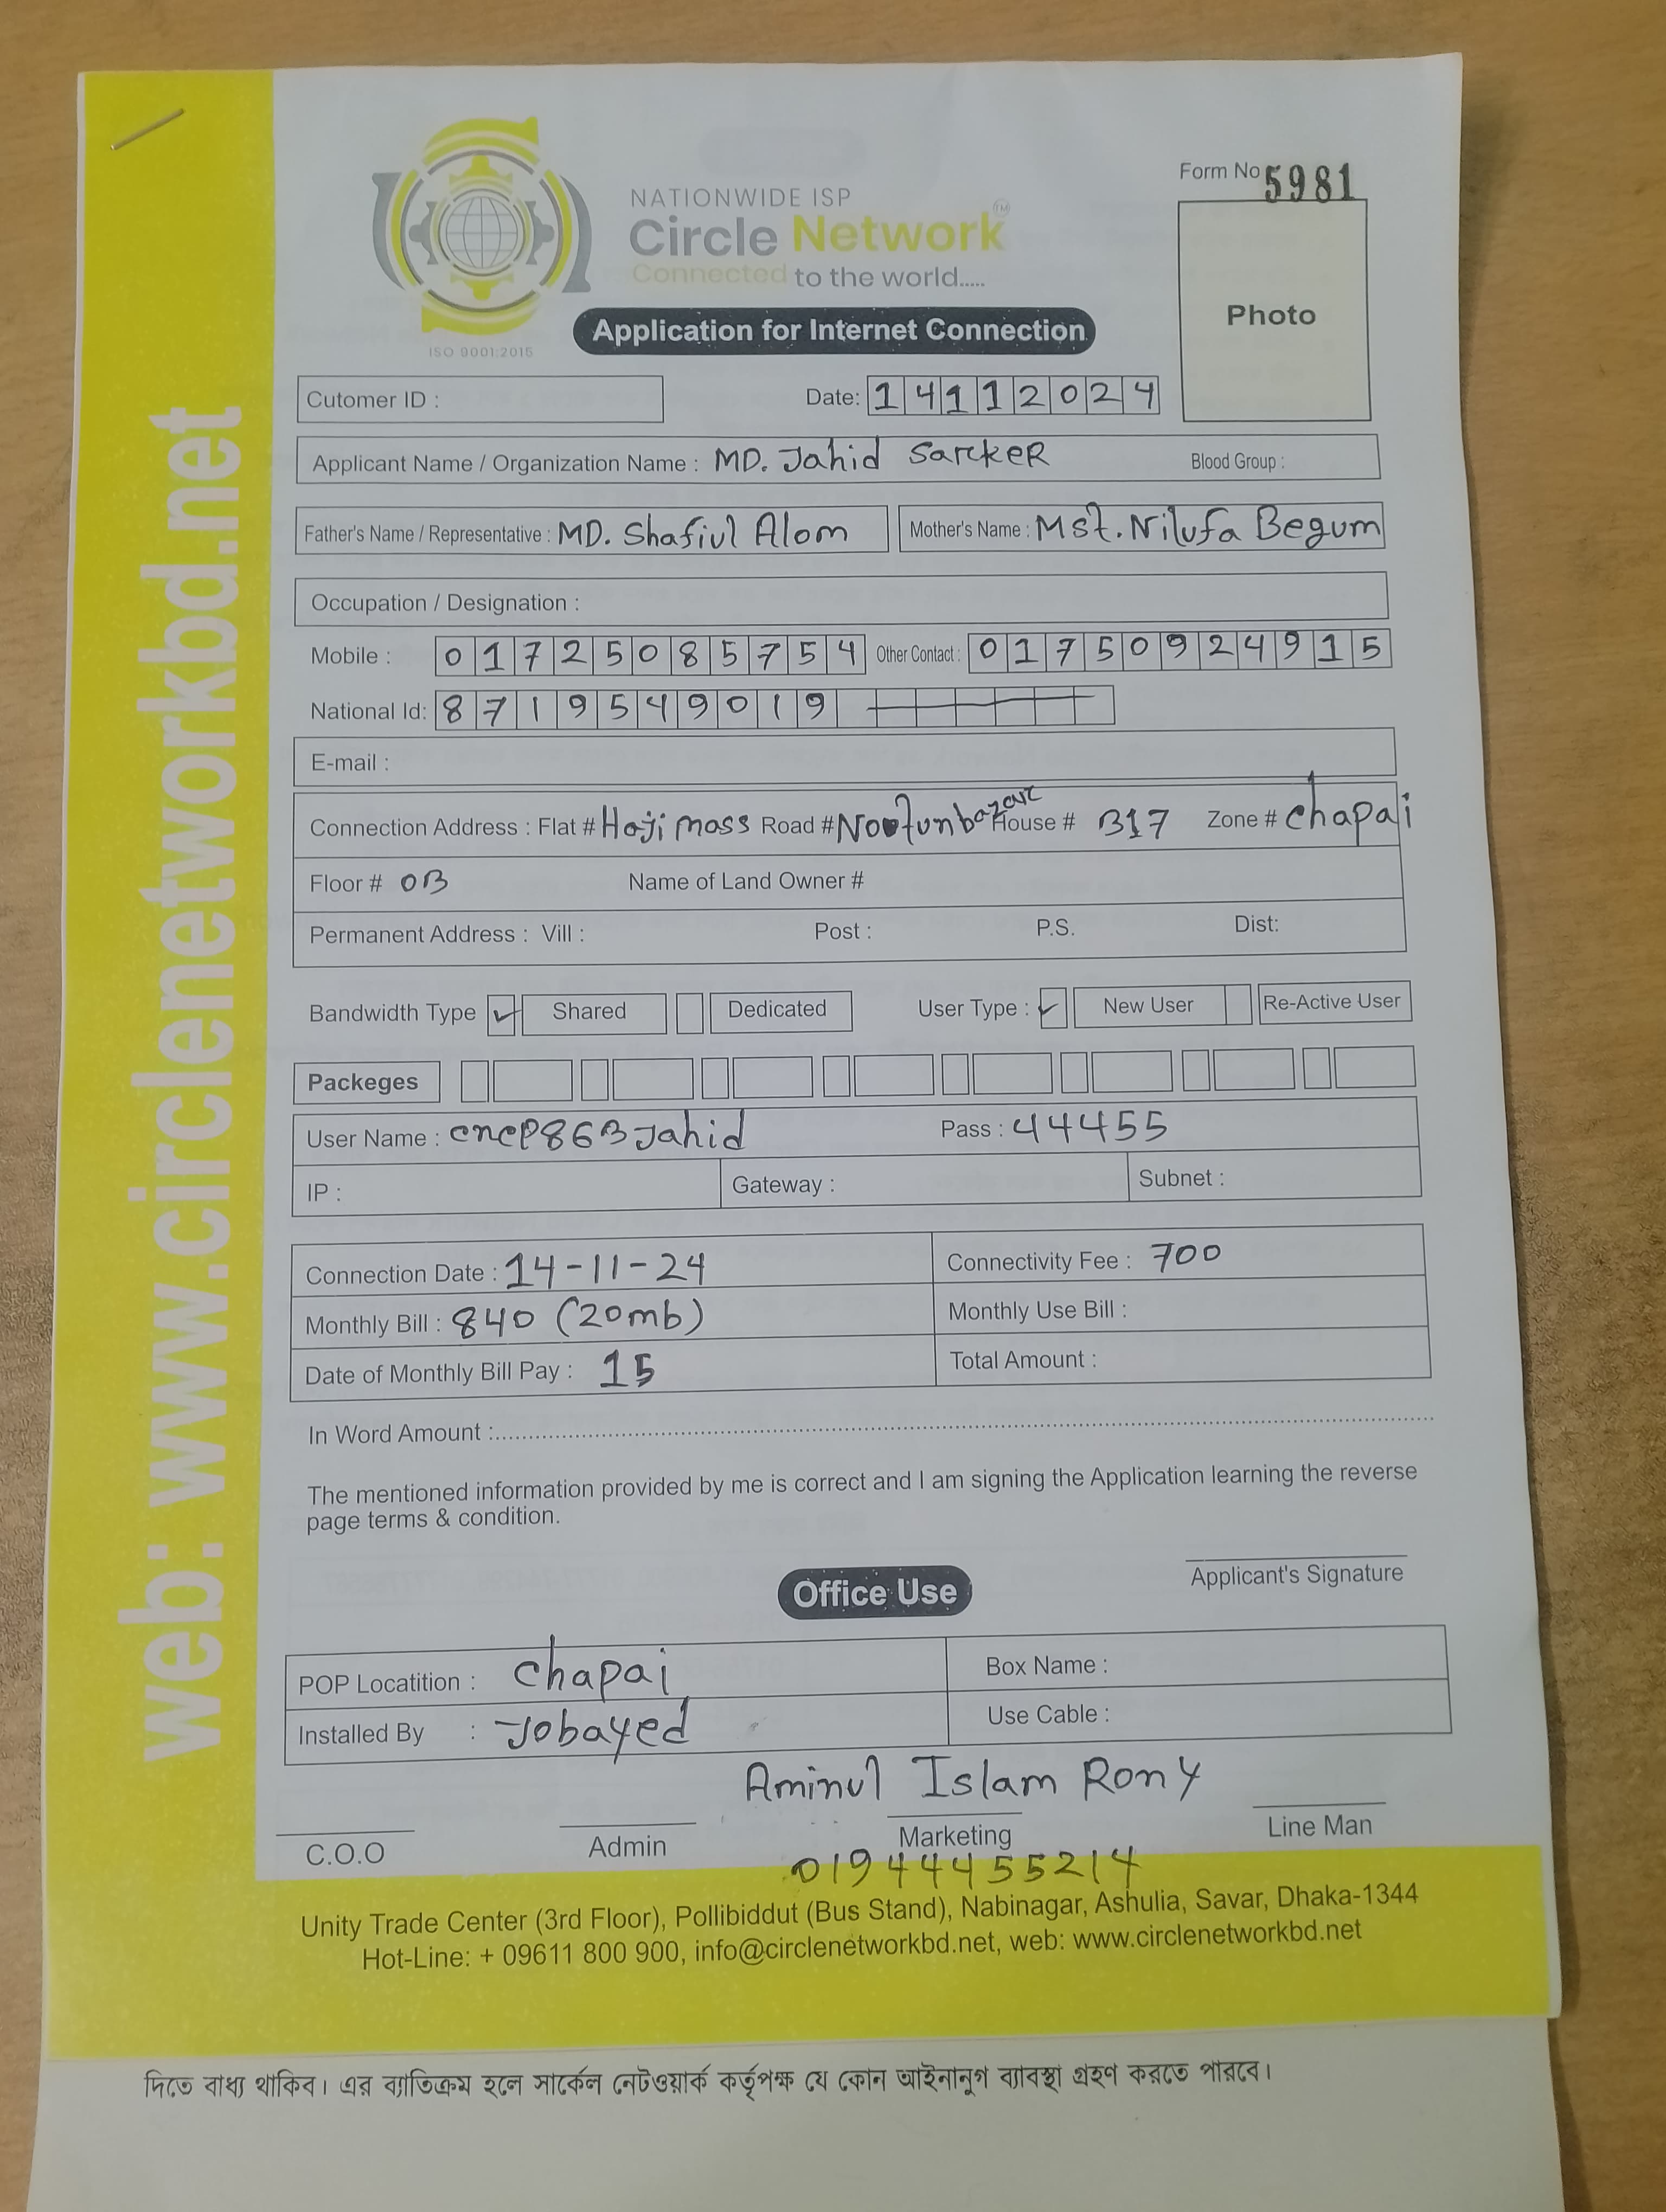 web: www.circlenetworkbd.net
Form No 5981
NATIONWIDE ISP
Circle Network TM
Connected to the world.....
ISO 9001:2015
Application for Internet Connection
Photo
Cutomer ID :
Date: 14112024
Applicant Name / Organization Name : MD. Jahid Sarcker Blood Group :
Father's Name / Representative : MD. Shafiul Alom Mother's Name : Mst. Nilufa Begum
Occupation / Designation :
Mobile : 01725085754 Other Contact : 01750924915
National Id: 8719549019
E-mail :
Connection Address : Flat # Haji moss Road # Nootunbazar House # B17 Zone # chapai
Floor # 0B Name of Land Owner #
Permanent Address : Vill : Post : P.S. Dist:
Bandwidth Type ✓ Shared Dedicated User Type : ✓ New User Re-Active User
Packeges
User Name : cncp863Jahid Pass : 44455
IP : Gateway : Subnet :
Connection Date : 14-11-24 Connectivity Fee : 700
Monthly Bill : 840 (20mb) Monthly Use Bill :
Date of Monthly Bill Pay : 15 Total Amount :
In Word Amount :
The mentioned information provided by me is correct and I am signing the Application learning the reverse
page terms & condition.
Applicant's Signature
Office Use
POP Locatition : chapai Box Name :
Installed By : Jobayed Use Cable :
Aminul Islam Rony
C.O.O Admin Marketing Line Man
01944455214
Unity Trade Center (3rd Floor), Pollibiddut (Bus Stand), Nabinagar, Ashulia, Savar, Dhaka-1344
Hot-Line: + 09611 800 900, info@circlenetworkbd.net, web: www.circlenetworkbd.net
দিতে বাধ্য থাকিব। এর ব্যাতিক্রম হলে সার্কেল নেটওয়ার্ক কর্তৃপক্ষ যে কোন আইনানুগ ব্যাবস্থা গ্রহণ করতে পারবে।